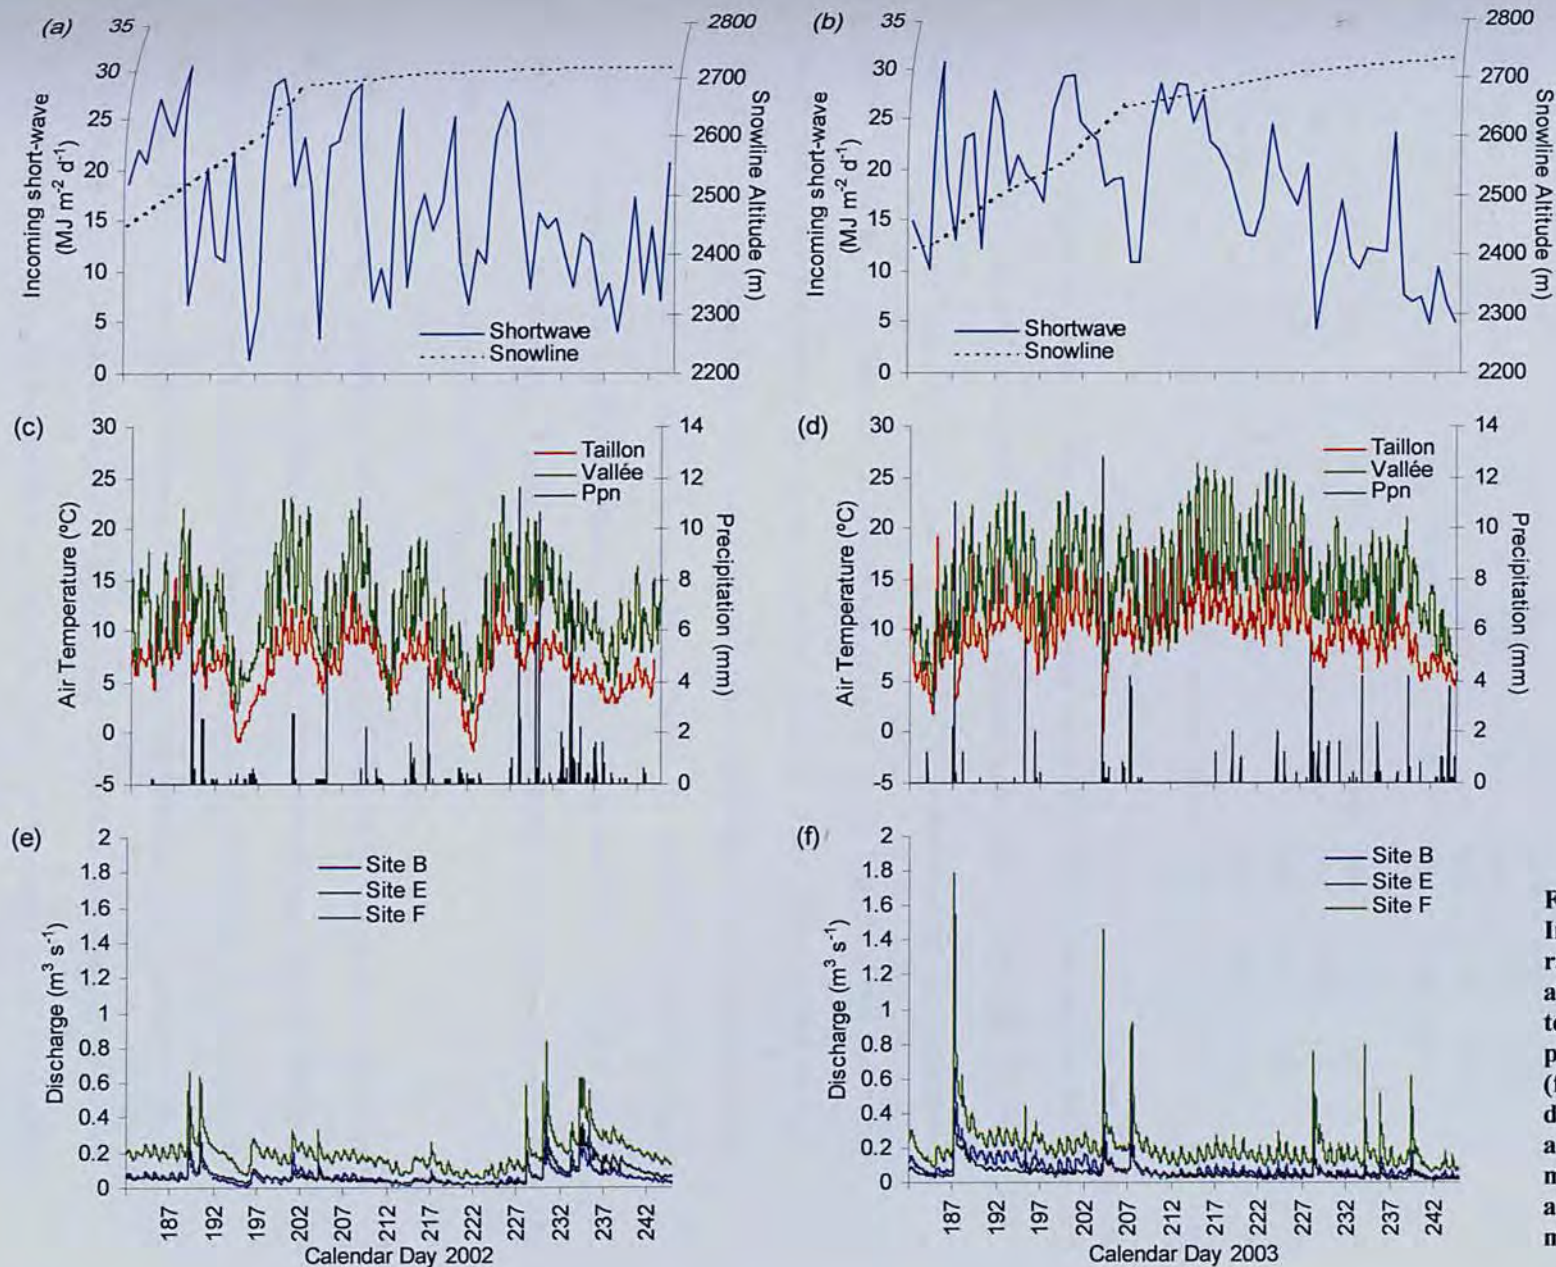 (a)
35
30
25
20
15
10
5
0
Incoming short-wave
(MJ m-2 d-1)
2800
2700
2600
2500
2400
2300
2200
Snowline Altitude (m)
Shortwave
Snowline
(b)
35
30
25
20
15
10
5
0
Incoming short-wave
(MJ m-2 d-1)
2800
2700
2600
2500
2400
2300
2200
Snowline Altitude (m)
Shortwave
Snowline
(c)
30
25
20
15
10
5
0
-5
Air Temperature (ºC)
14
12
10
8
6
4
2
0
Precipitation (mm)
Taillon
Vallée
Ppn
(d)
30
25
20
15
10
5
0
-5
Air Temperature (ºC)
14
12
10
8
6
4
2
0
Precipitation (mm)
Taillon
Vallée
Ppn
(e)
2
1.8
1.6
1.4
1.2
1
0.8
0.6
0.4
0.2
0
Discharge (m3 s-1)
Site B
Site E
Site F
187 192 197 202 207 212 217 222 227 232 237 242
Calendar Day 2002
(f)
2
1.8
1.6
1.4
1.2
1
0.8
0.6
0.4
0.2
0
Discharge (m3 s-1)
Site B
Site E
Site F
187 192 197 202 207 212 217 222 227 232 237 242
Calendar Day 2003